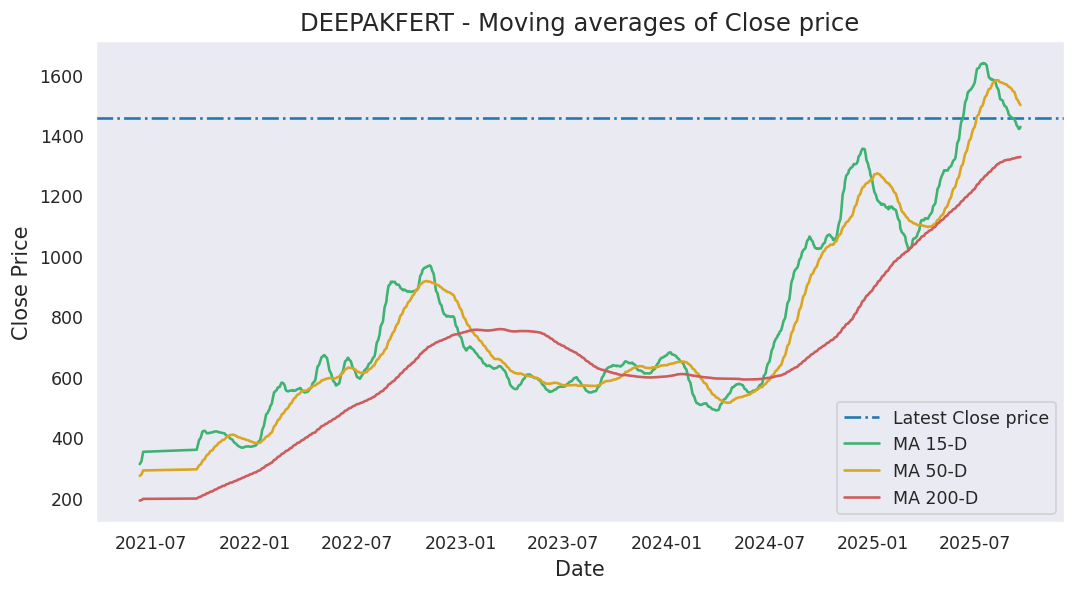 DEEPAKFERT - Moving averages of Close price
Close Price
1600
1400
1200
1000
800
600
400
200
Latest Close price
MA 15-D
MA 50-D
MA 200-D
2021-07 2022-01 2022-07 2023-01 2023-07 2024-01 2024-07 2025-01 2025-07
Date